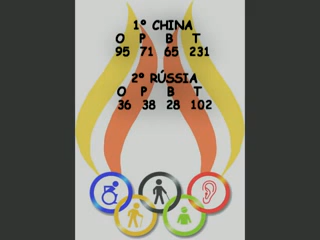 1º CHINA
O P B T
95 71 65 231
2º RÚSSIA
O P B T
36 38 28 102